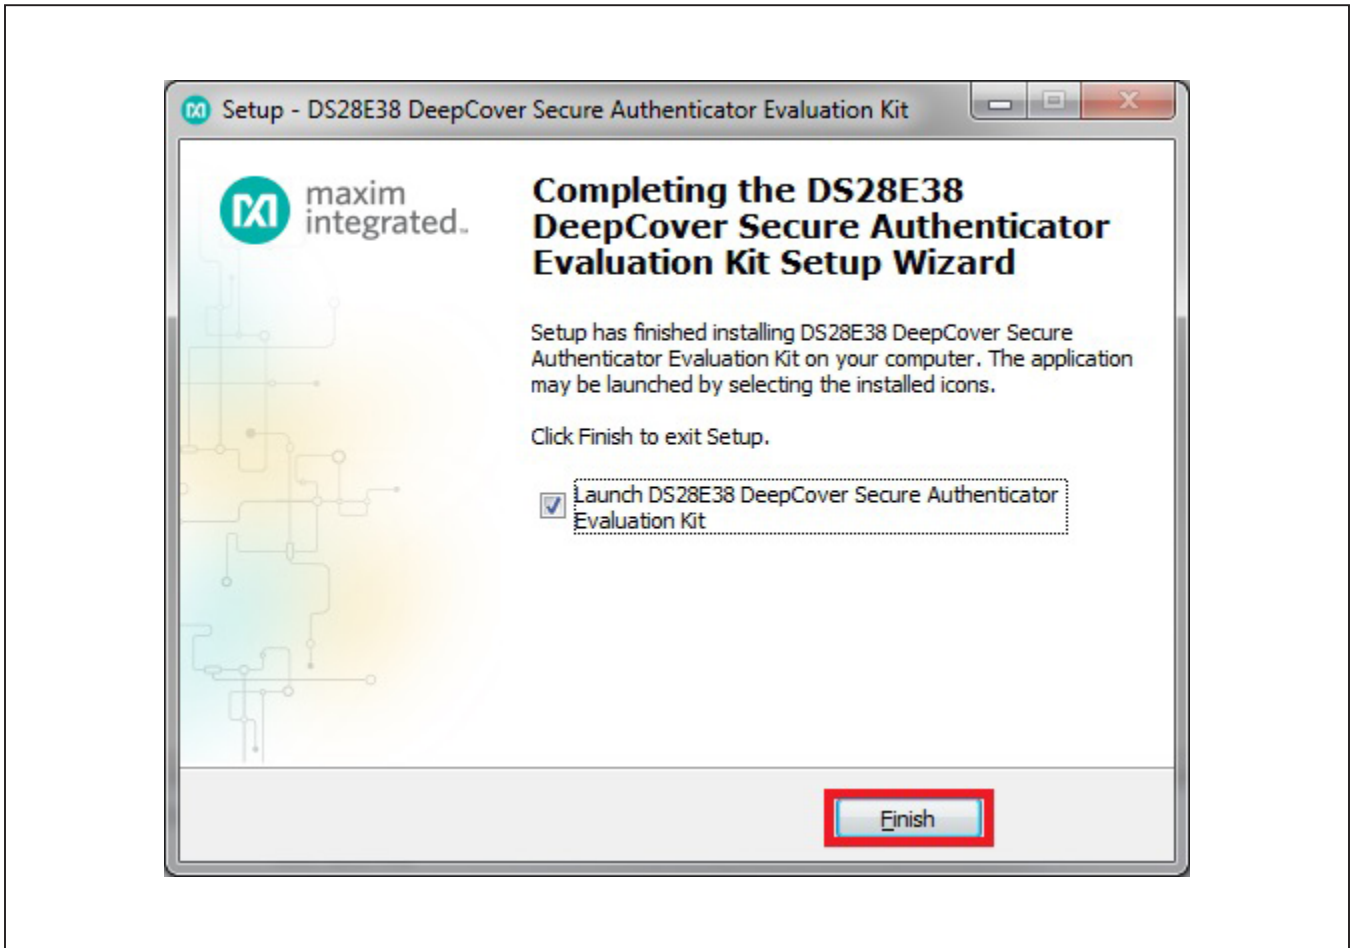 Setup - DS28E38 DeepCover Secure Authenticator Evaluation Kit
maxim
integrated™
Completing the DS28E38
DeepCover Secure Authenticator
Evaluation Kit Setup Wizard
Setup has finished installing DS28E38 DeepCover Secure
Authenticator Evaluation Kit on your computer. The application
may be launched by selecting the installed icons.
Click Finish to exit Setup.
Launch DS28E38 DeepCover Secure Authenticator
Evaluation Kit
Finish